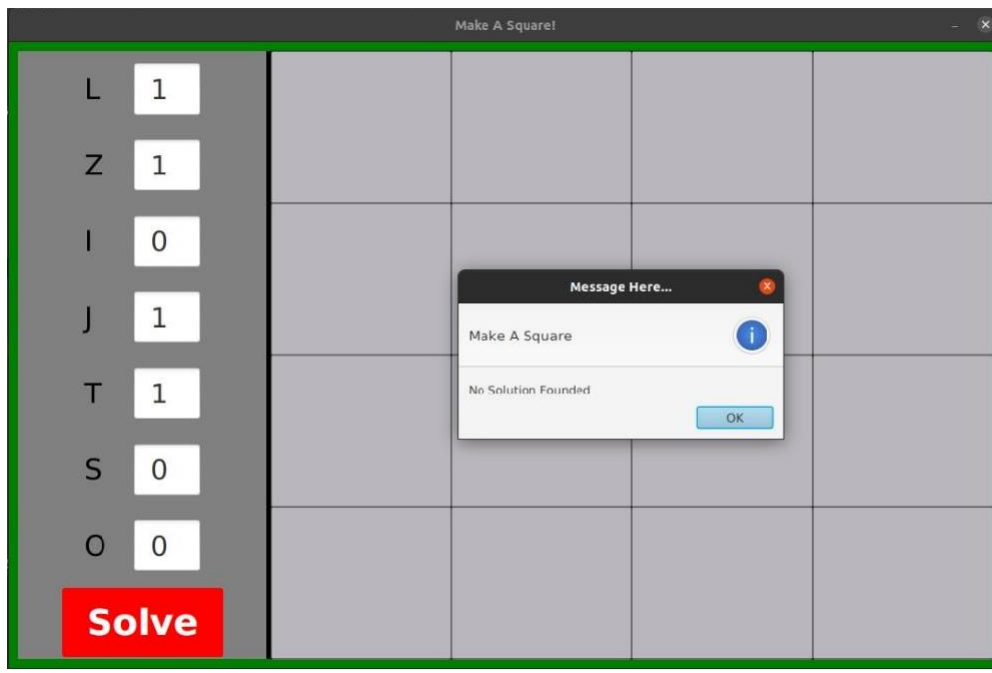 Make A Square!
L 1
Z 1
I 0
J 1
T 1
S 0
O 0
Solve
Message Here...
Make A Square
No Solution Founded
OK